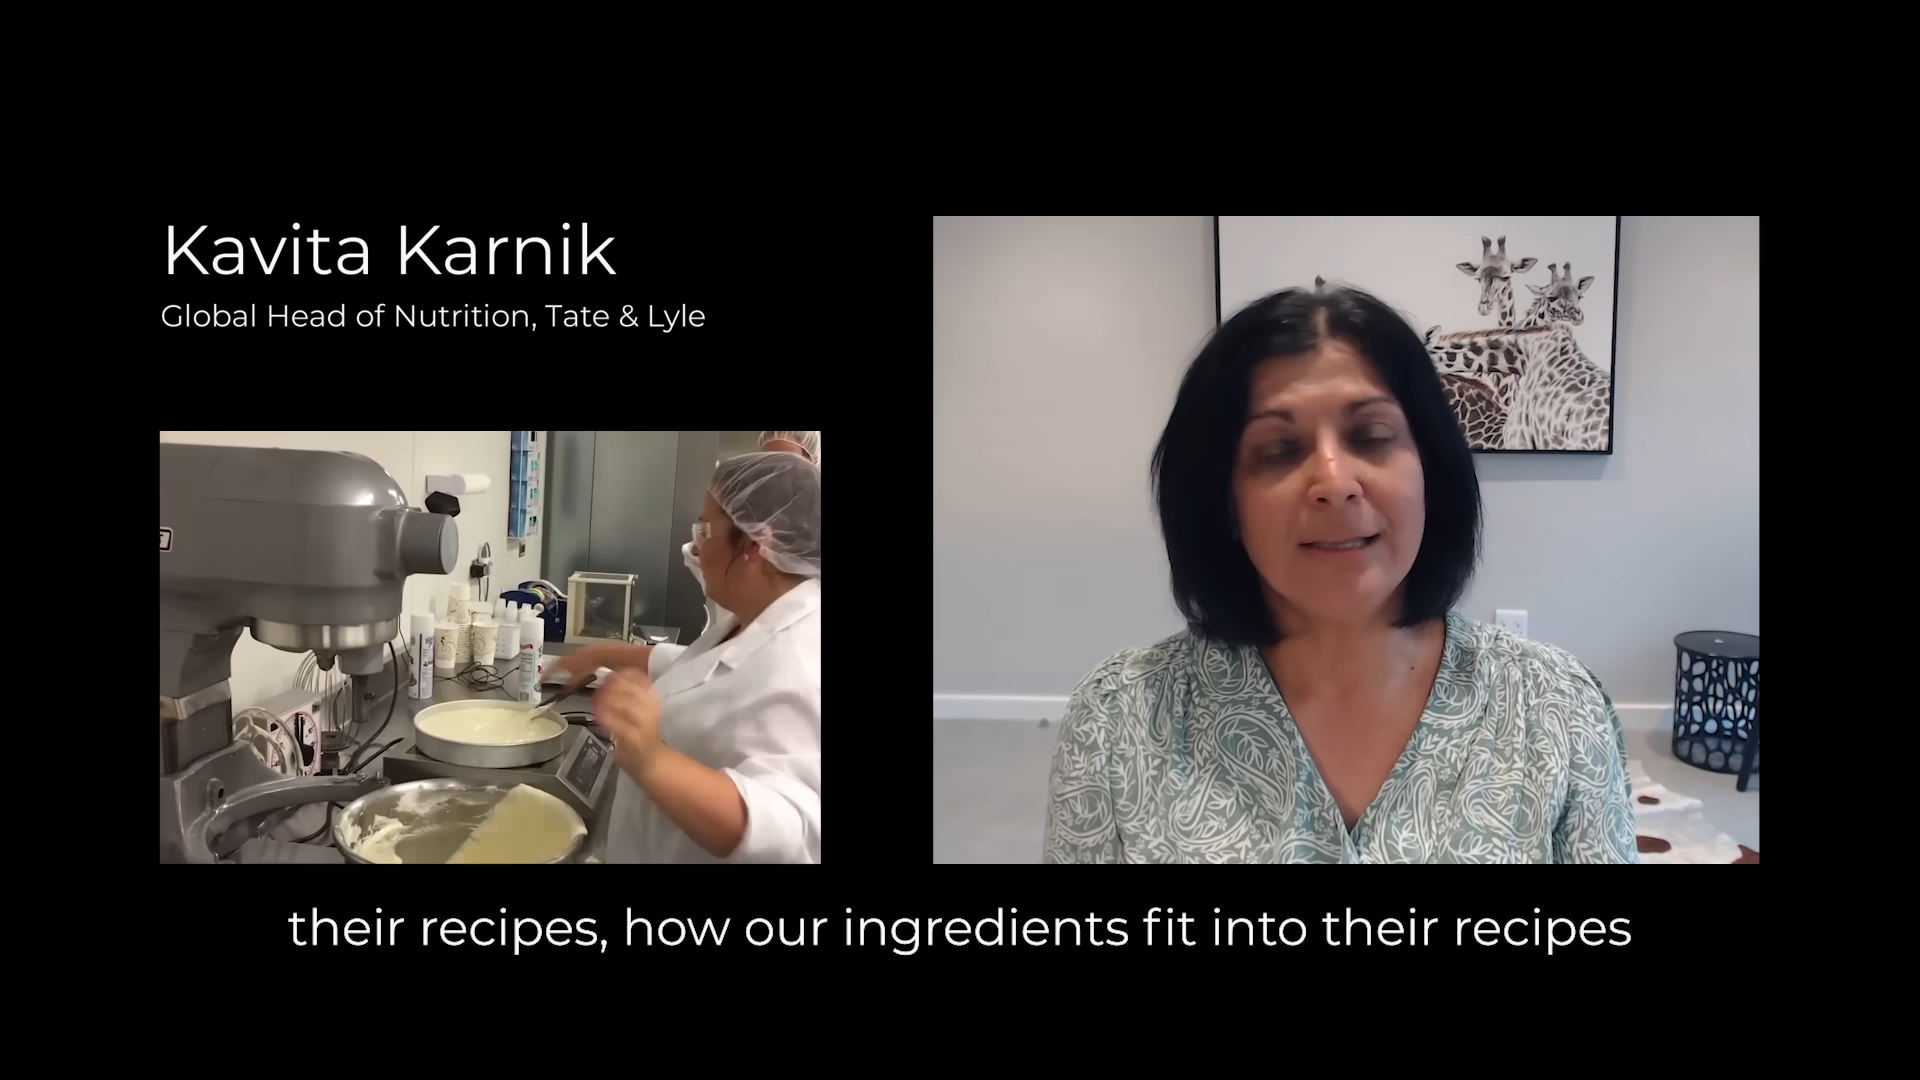 Kavita Karnik
Global Head of Nutrition, Tate & Lyle
their recipes, how our ingredients fit into their recipes